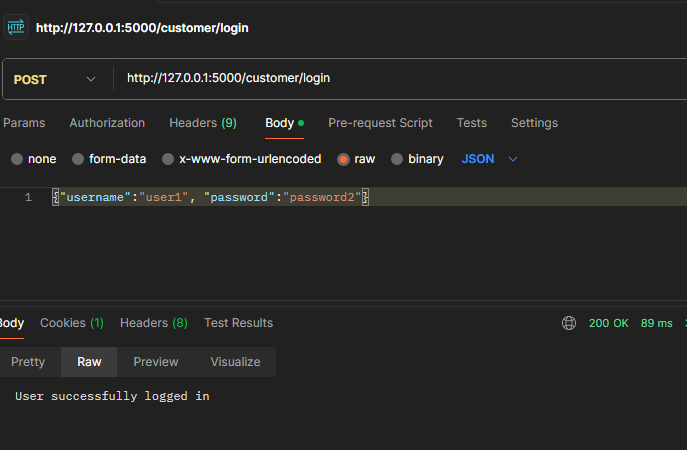 HTTP http://127.0.0.1:5000/customer/login
POST http://127.0.0.1:5000/customer/login
Params Authorization Headers (9) Body Pre-request Script Tests Settings
none form-data x-www-form-urlencoded raw binary JSON
1 {"username":"user1", "password":"password2"}
Body Cookies (1) Headers (8) Test Results 200 OK 89 ms
Pretty Raw Preview Visualize
User successfully logged in